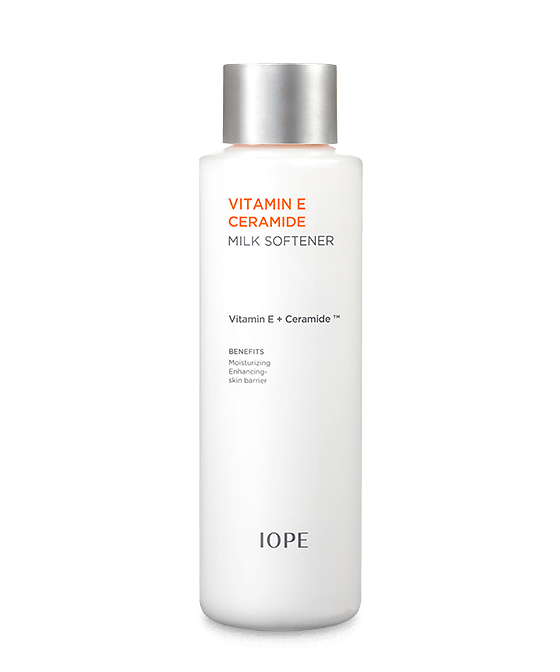 VITAMIN E
CERAMIDE
MILK SOFTENER
Vitamin E + Ceramide ™
BENEFITS
Moisturizing
Enhancing-
skin barrier
IOPE